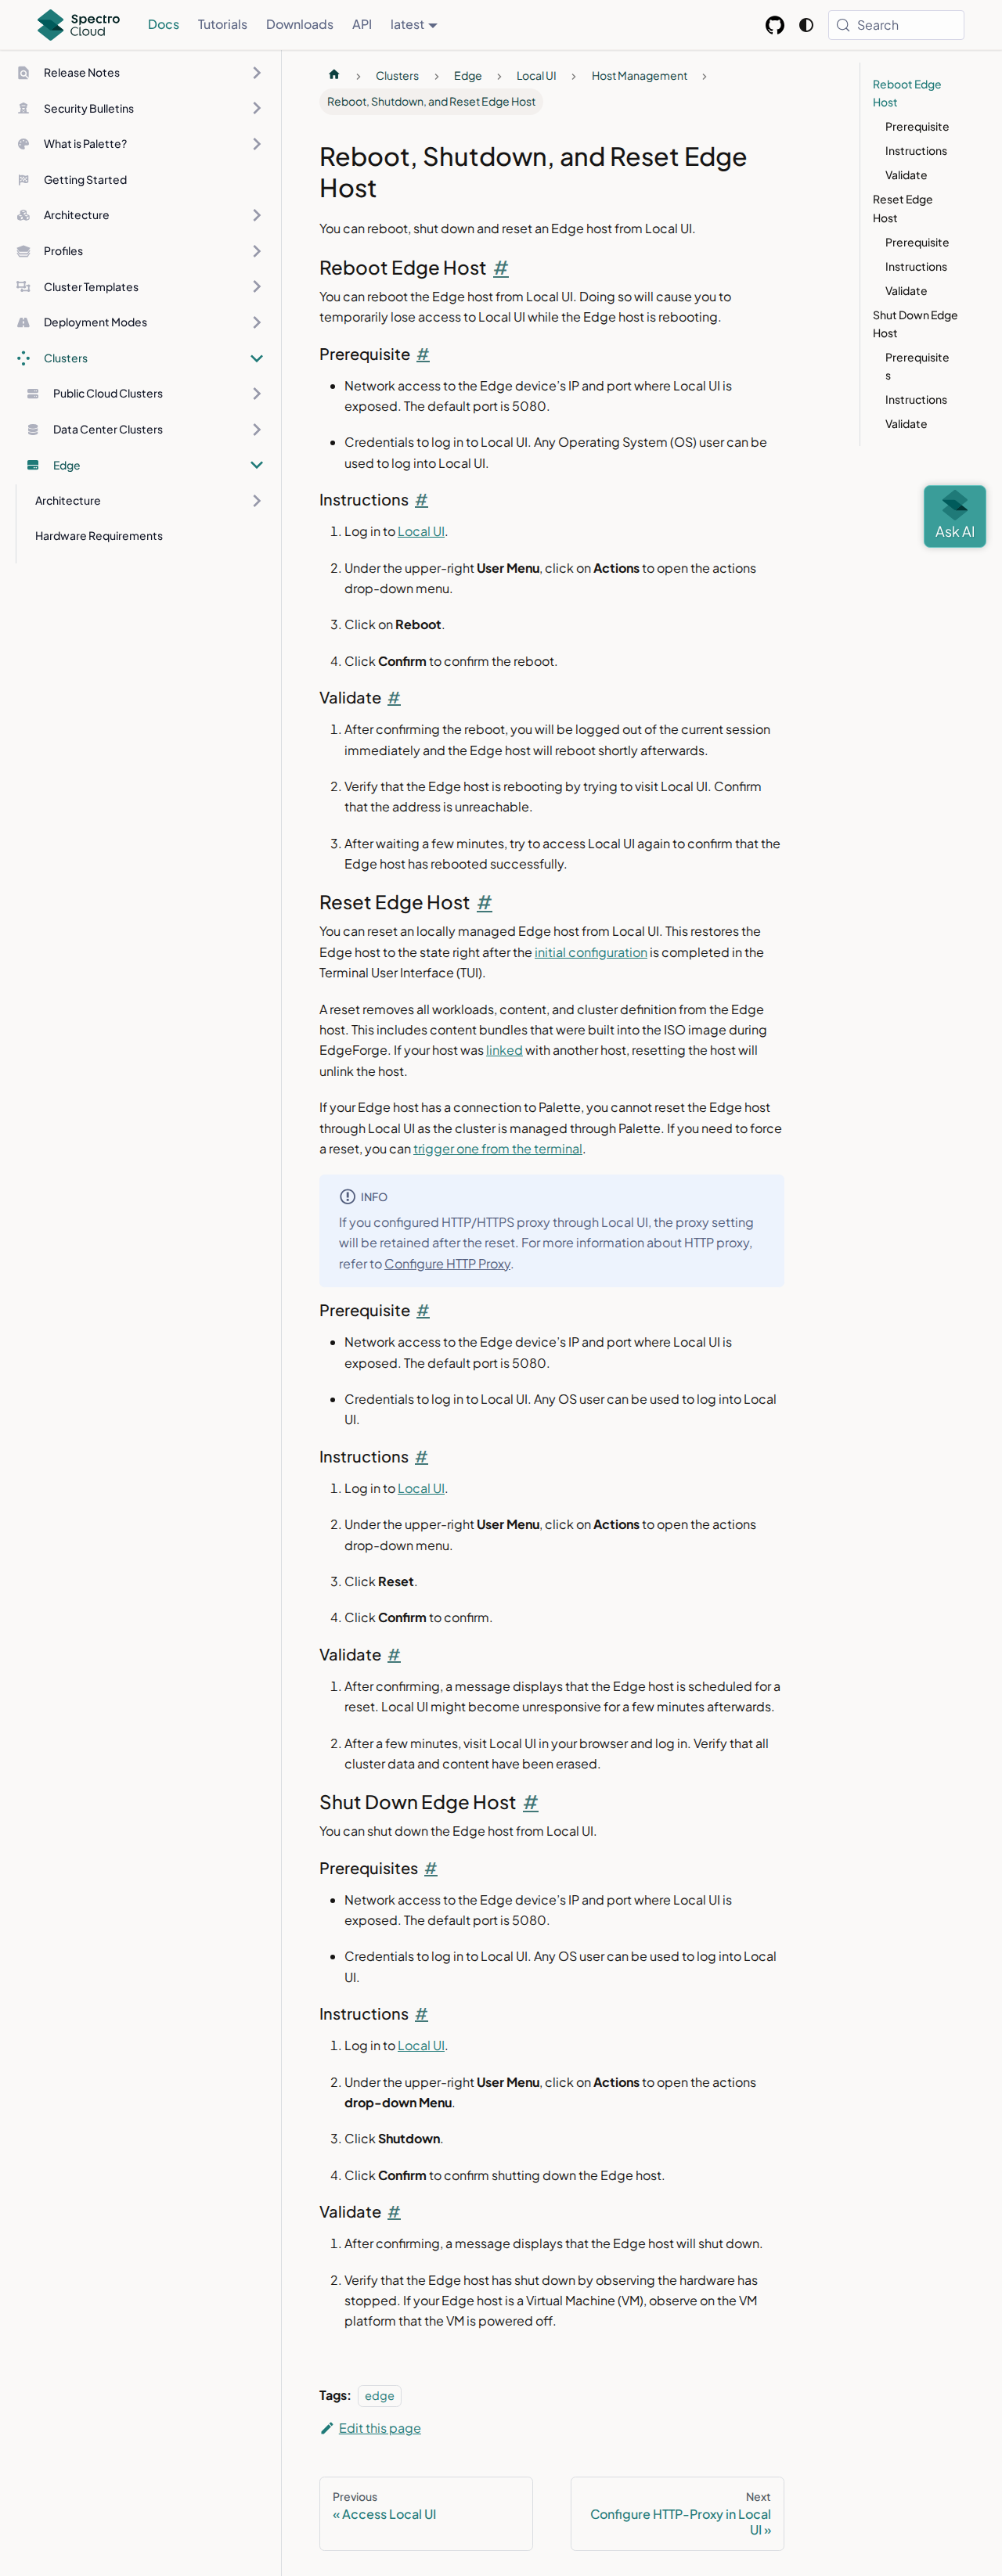 Spectro
Cloud
Docs
Tutorials
Downloads
API
latest
Search
Release Notes
Security Bulletins
What is Palette?
Getting Started
Architecture
Profiles
Cluster Templates
Deployment Modes
Clusters
Public Cloud Clusters
Data Center Clusters
Edge
Architecture
Hardware Requirements
Clusters
Edge
Local UI
Host Management
Reboot, Shutdown, and Reset Edge Host
Reboot, Shutdown, and Reset Edge
Host
You can reboot, shut down and reset an Edge host from Local UI.
Reboot Edge Host #
You can reboot the Edge host from Local UI. Doing so will cause you to
temporarily lose access to Local UI while the Edge host is rebooting.
Prerequisite #
• Network access to the Edge device's IP and port where Local UI is
exposed. The default port is 5080.
• Credentials to log in to Local UI. Any Operating System (OS) user can be
used to log into Local UI.
Instructions #
1. Log in to Local UI.
2. Under the upper-right User Menu, click on Actions to open the actions
drop-down menu.
3. Click on Reboot.
4. Click Confirm to confirm the reboot.
Validate #
1. After confirming the reboot, you will be logged out of the current session
immediately and the Edge host will reboot shortly afterwards.
2. Verify that the Edge host is rebooting by trying to visit Local UI. Confirm
that the address is unreachable.
3. After waiting a few minutes, try to access Local UI again to confirm that the
Edge host has rebooted successfully.
Reset Edge Host #
You can reset an locally managed Edge host from Local UI. This restores the
Edge host to the state right after the initial configuration is completed in the
Terminal User Interface (TUI).
A reset removes all workloads, content, and cluster definition from the Edge
host. This includes content bundles that were built into the ISO image during
EdgeForge. If your host was linked with another host, resetting the host will
unlink the host.
If your Edge host has a connection to Palette, you cannot reset the Edge host
through Local UI as the cluster is managed through Palette. If you need to force
a reset, you can trigger one from the terminal.
INFO
If you configured HTTP/HTTPS proxy through Local UI, the proxy setting
will be retained after the reset. For more information about HTTP proxy,
refer to Configure HTTP Proxy.
Prerequisite #
• Network access to the Edge device's IP and port where Local UI is
exposed. The default port is 5080.
• Credentials to log in to Local UI. Any OS user can be used to log into Local
UI.
Instructions #
1. Log in to Local UI.
2. Under the upper-right User Menu, click on Actions to open the actions
drop-down menu.
3. Click Reset.
4. Click Confirm to confirm.
Validate #
1. After confirming, a message displays that the Edge host is scheduled for a
reset. Local UI might become unresponsive for a few minutes afterwards.
2. After a few minutes, visit Local UI in your browser and log in. Verify that all
cluster data and content have been erased.
Shut Down Edge Host #
You can shut down the Edge host from Local UI.
Prerequisites #
• Network access to the Edge device's IP and port where Local UI is
exposed. The default port is 5080.
• Credentials to log in to Local UI. Any OS user can be used to log into Local
UI.
Instructions #
1. Log in to Local UI.
2. Under the upper-right User Menu, click on Actions to open the actions
drop-down Menu.
3. Click Shutdown.
4. Click Confirm to confirm shutting down the Edge host.
Validate #
1. After confirming, a message displays that the Edge host will shut down.
2. Verify that the Edge host has shut down by observing the hardware has
stopped. If your Edge host is a Virtual Machine (VM), observe on the VM
platform that the VM is powered off.
Tags: edge
Edit this page
Previous
« Access Local UI
Next
Configure HTTP-Proxy in Local
UI »
Reboot Edge
Host
Prerequisite
Instructions
Validate
Reset Edge
Host
Prerequisite
Instructions
Validate
Shut Down Edge
Host
Prerequisite
s
Instructions
Validate
Ask AI